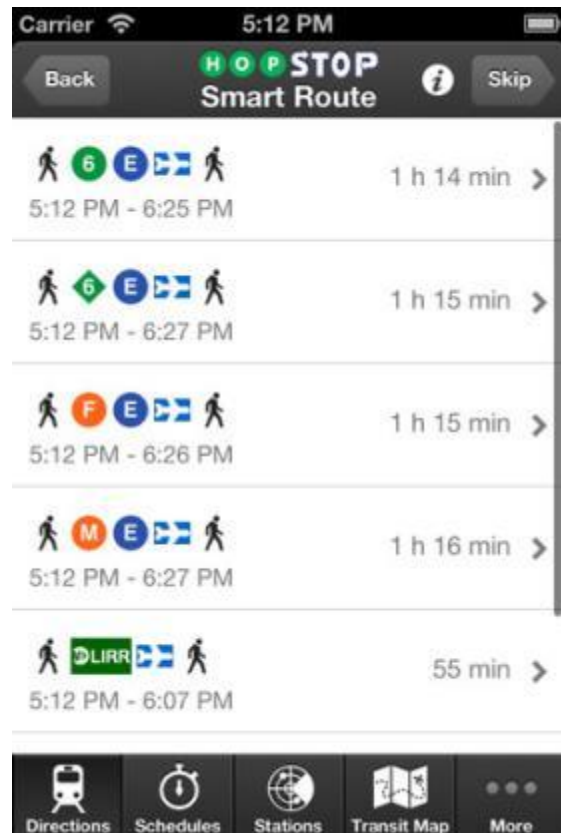 Carrier 5:12 PM
Back HOPSTOP Skip
Smart Route
6 E 1 h 14 min
5:12 PM - 6:25 PM
6 E 1 h 15 min
5:12 PM - 6:27 PM
F E 1 h 15 min
5:12 PM - 6:26 PM
M E 1 h 16 min
5:12 PM - 6:27 PM
LIRR 55 min
5:12 PM - 6:07 PM
Directions Schedules Stations Transit Map More